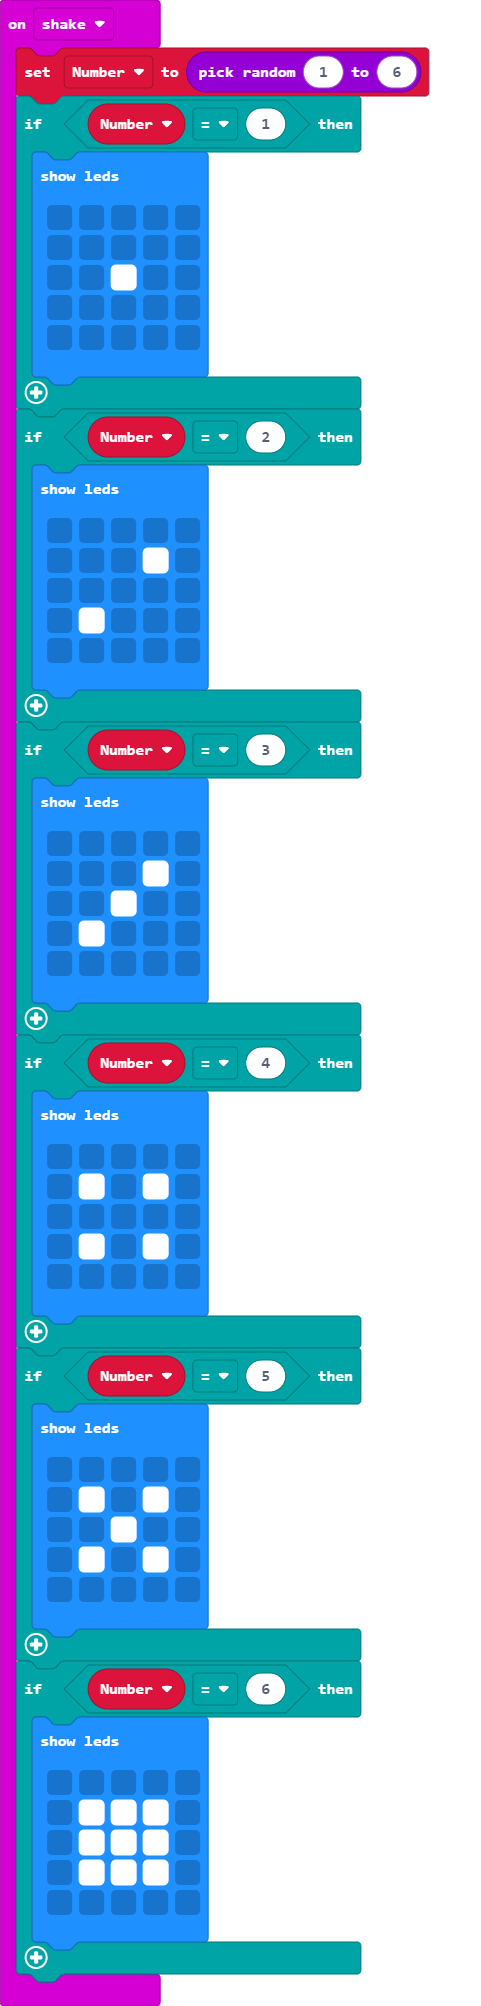 on shake
set Number to pick random 1 to 6
if Number = 1 then
show leds
if Number = 2 then
show leds
if Number = 3 then
show leds
if Number = 4 then
show leds
if Number = 5 then
show leds
if Number = 6 then
show leds